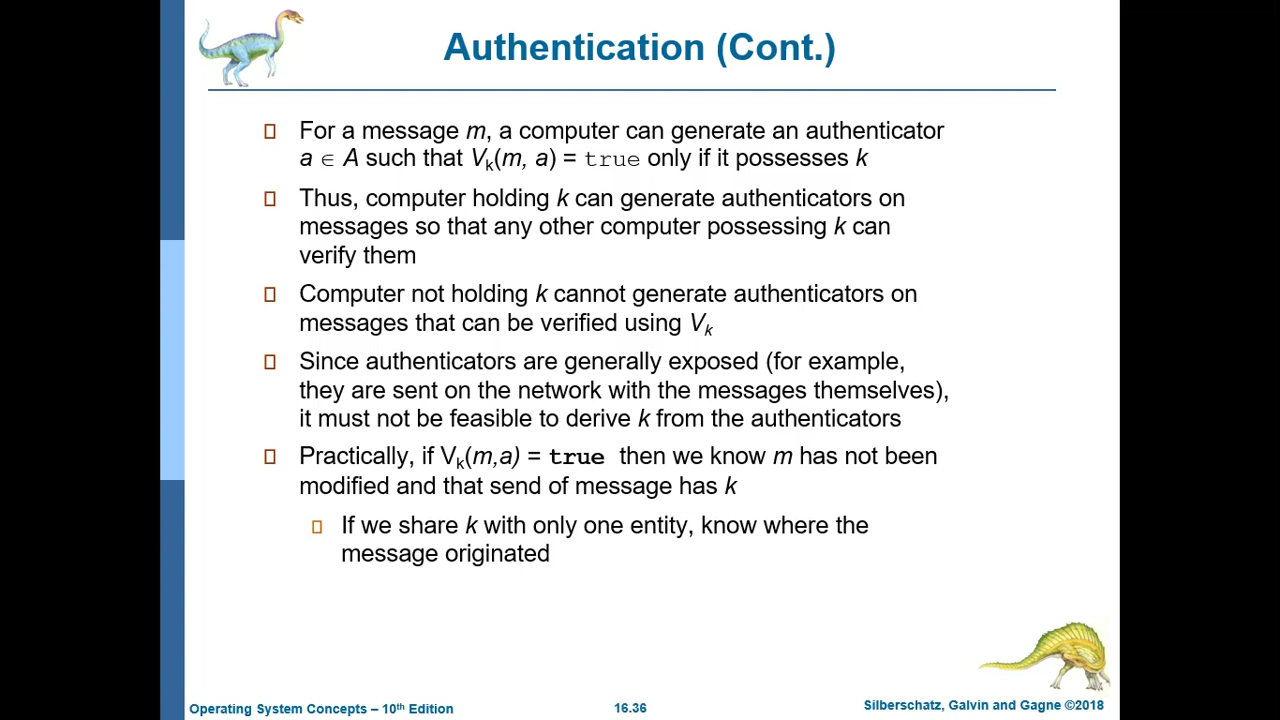 Authentication (Cont.)
For a message m, a computer can generate an authenticator
a ∈ A such that Vk(m, a) = true only if it possesses k
Thus, computer holding k can generate authenticators on
messages so that any other computer possessing k can
verify them
Computer not holding k cannot generate authenticators on
messages that can be verified using Vk
Since authenticators are generally exposed (for example,
they are sent on the network with the messages themselves),
it must not be feasible to derive k from the authenticators
Practically, if Vk(m,a) = true then we know m has not been
modified and that send of message has k
If we share k with only one entity, know where the
message originated
Operating System Concepts – 10th Edition
16.36
Silberschatz, Galvin and Gagne ©2018